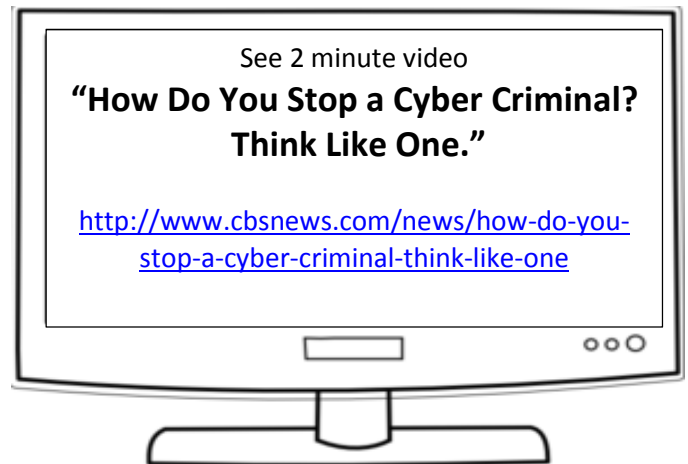 See 2 minute video
“How Do You Stop a Cyber Criminal?
Think Like One.”
http://www.cbsnews.com/news/how-do-you-
stop-a-cyber-criminal-think-like-one